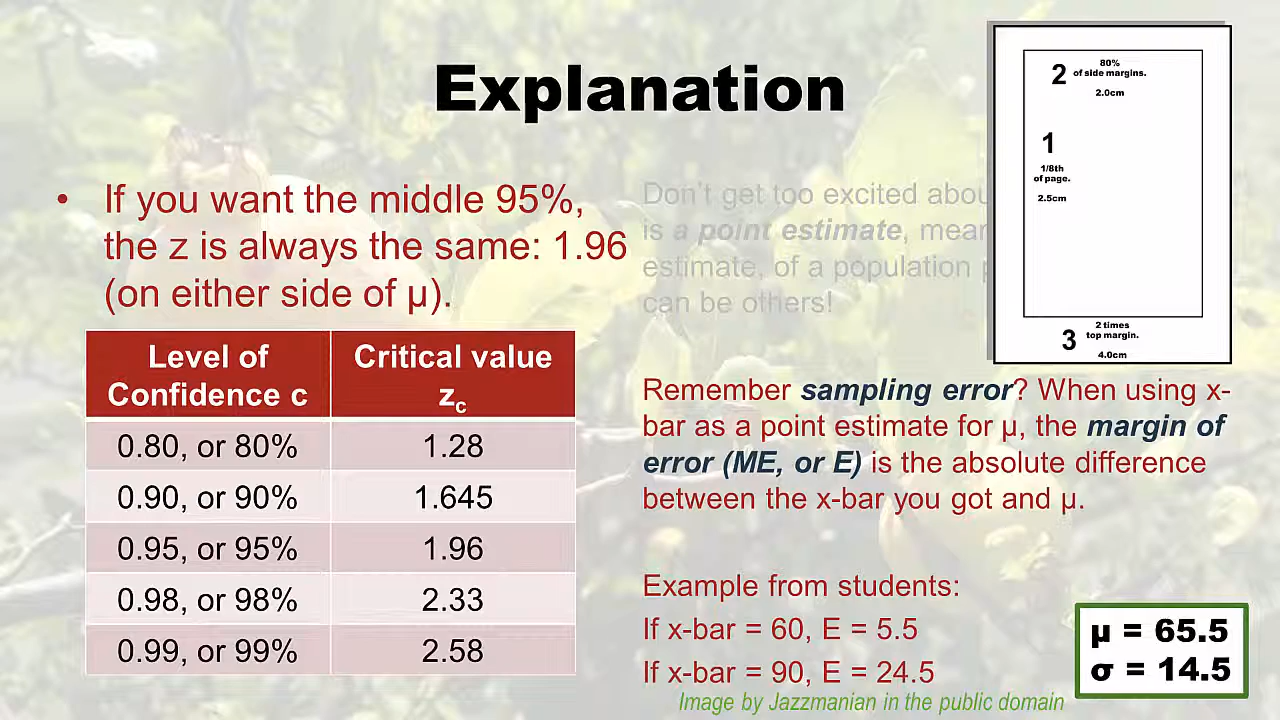 Explanation
• If you want the middle 95%,
the z is always the same: 1.96
(on either side of μ).
Level of Confidence c	Critical value zc
0.80, or 80%	1.28
0.90, or 90%	1.645
0.95, or 95%	1.96
0.98, or 98%	2.33
0.99, or 99%	2.58
Don't get too excited
is a point estimate,
estimate, of a population
can be others!
2 80%
of side margins.
2.0cm
1
1/8th
of page.
2.5cm
3 2 times
top margin.
4.0cm
Remember sampling error? When using x-
bar as a point estimate for μ, the margin of
error (ME, or E) is the absolute difference
between the x-bar you got and μ.
Example from students:
If x-bar = 60, E = 5.5
If x-bar = 90, E = 24.5
μ = 65.5
σ = 14.5
Image by Jazzmanian in the public domain